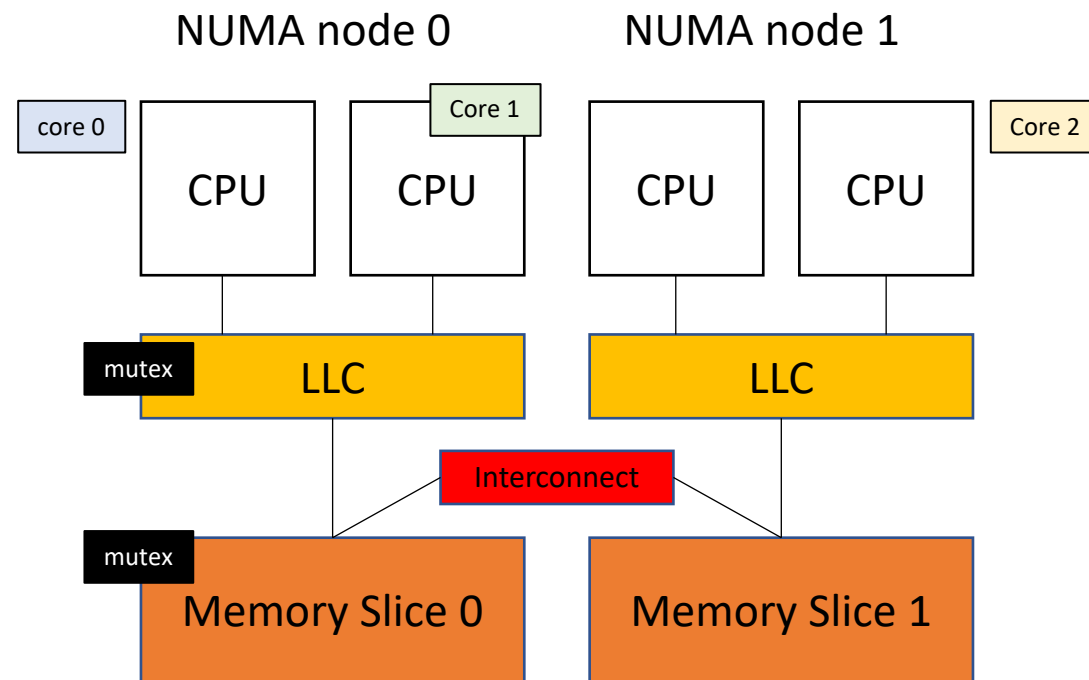 NUMA node 0
NUMA node 1
core 0
Core 1
Core 2
CPU
CPU
CPU
CPU
mutex
LLC
LLC
Interconnect
mutex
Memory Slice 0
Memory Slice 1